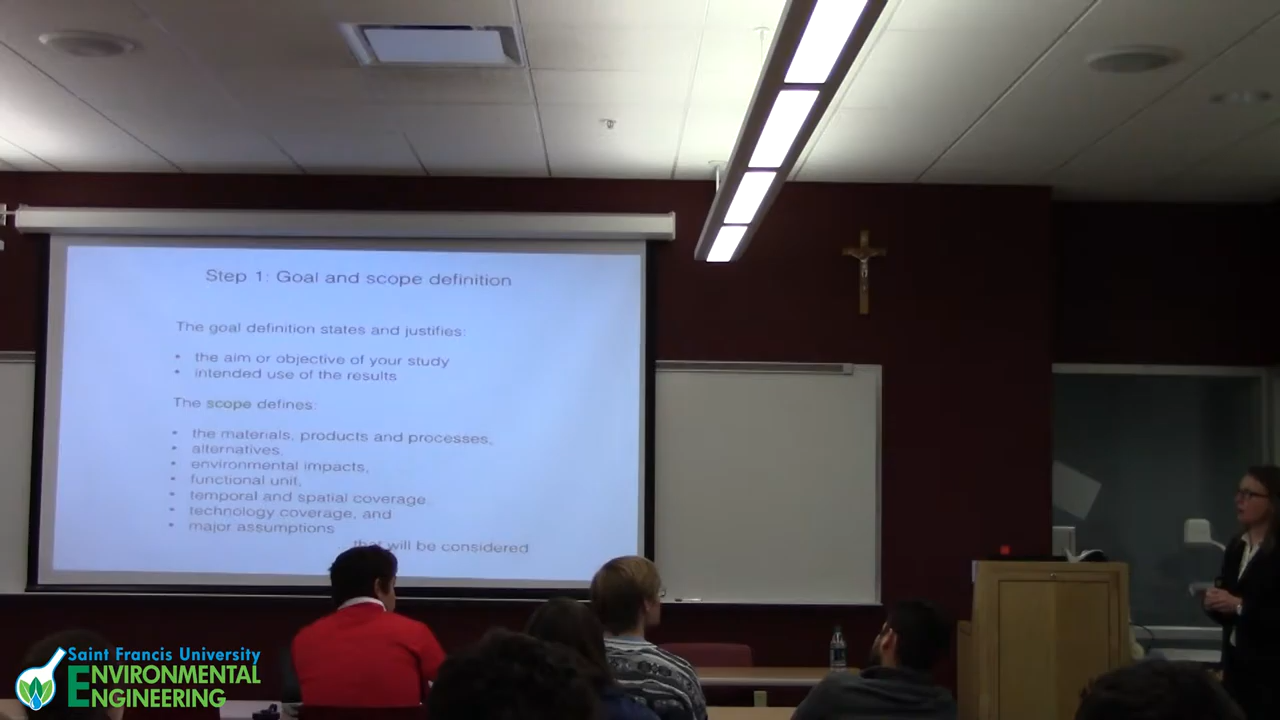 Step 1: Goal and scope definition
The goal definition states and justifies:
• the aim or objective of your study
• intended use of the results
The scope defines:
• the materials, products and processes,
• alternatives,
• environmental impacts,
• functional unit,
• temporal and spatial coverage
• technology coverage, and
• major assumptions
that will be considered
Saint Francis University
ENVIRONMENTAL
ENGINEERING